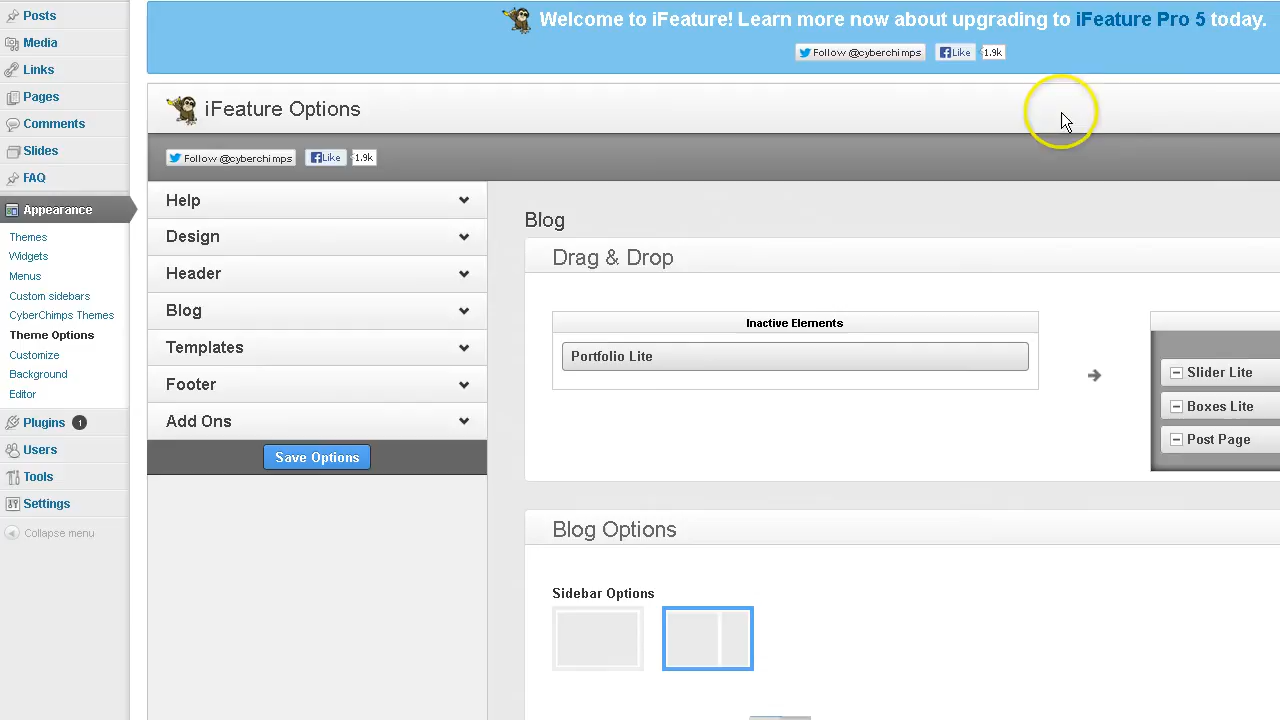 Posts
Media
Links
Pages
Comments
Slides
FAQ
Appearance
Themes
Widgets
Menus
Custom sidebars
CyberChimps Themes
Theme Options
Customize
Background
Editor
Plugins 1
Users
Tools
Settings
Collapse menu
Welcome to iFeature! Learn more now about upgrading to iFeature Pro 5 today.
Follow @cyberchimps Like 1.9k
iFeature Options
Follow @cyberchimps Like 1.9k
Help
Design
Header
Blog
Templates
Footer
Add Ons
Save Options
Blog
Drag & Drop
Inactive Elements
Portfolio Lite
Slider Lite
Boxes Lite
Post Page
Blog Options
Sidebar Options